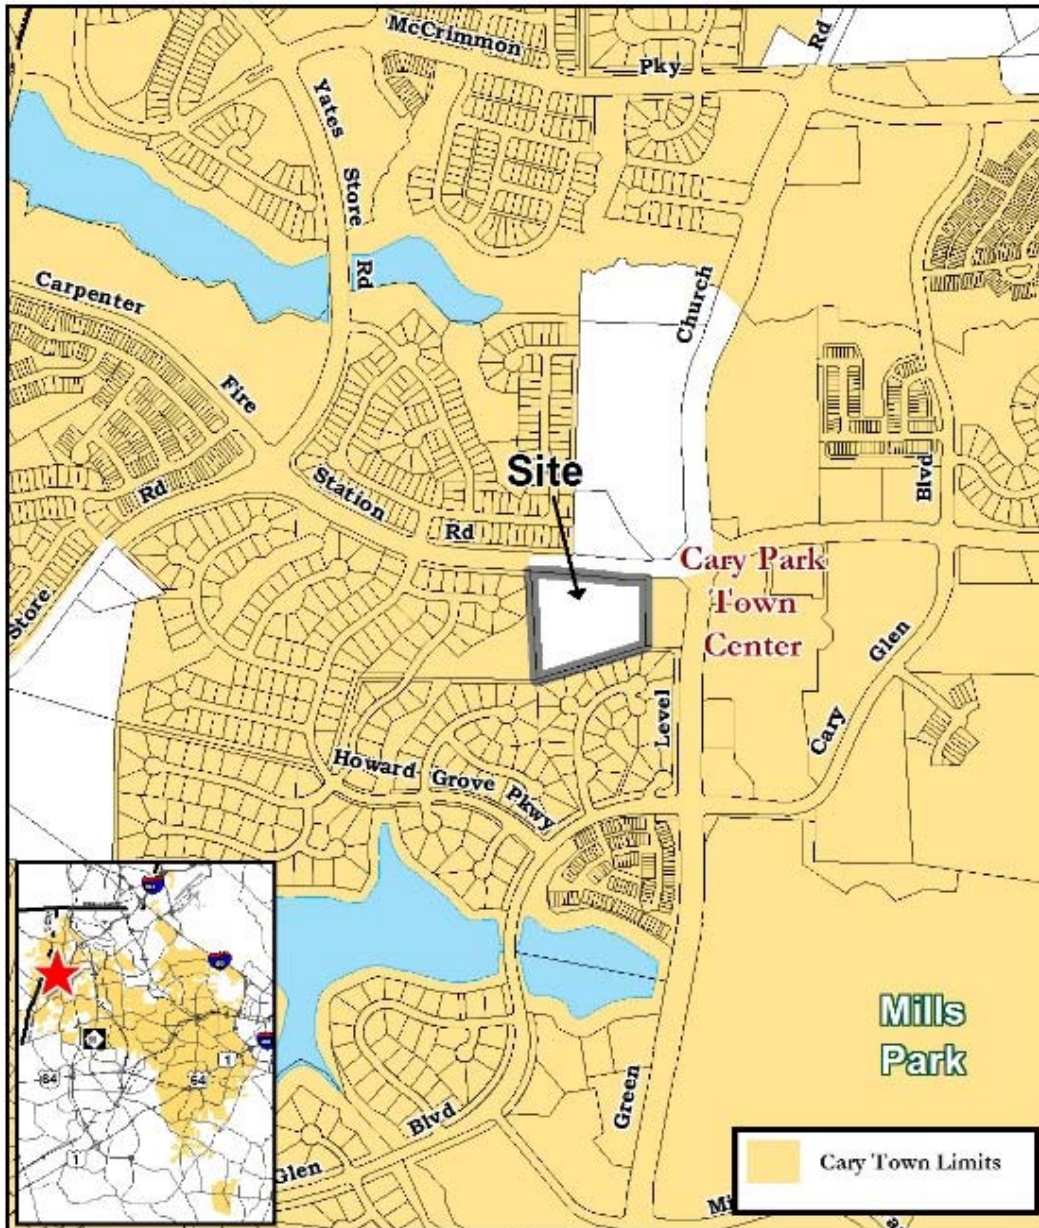 McCrimmon
Pky
Rd
Yates
Store
Rd
Church
Carpenter
Fire
Station
Rd
Site
Rd
Store
Blvd
Cary Park
Town
Center
Glen
Cary
Level
Howard Grove Pkwy
Mills
Park
Green
Blvd
Glen
64
64
1
1
Cary Town Limits